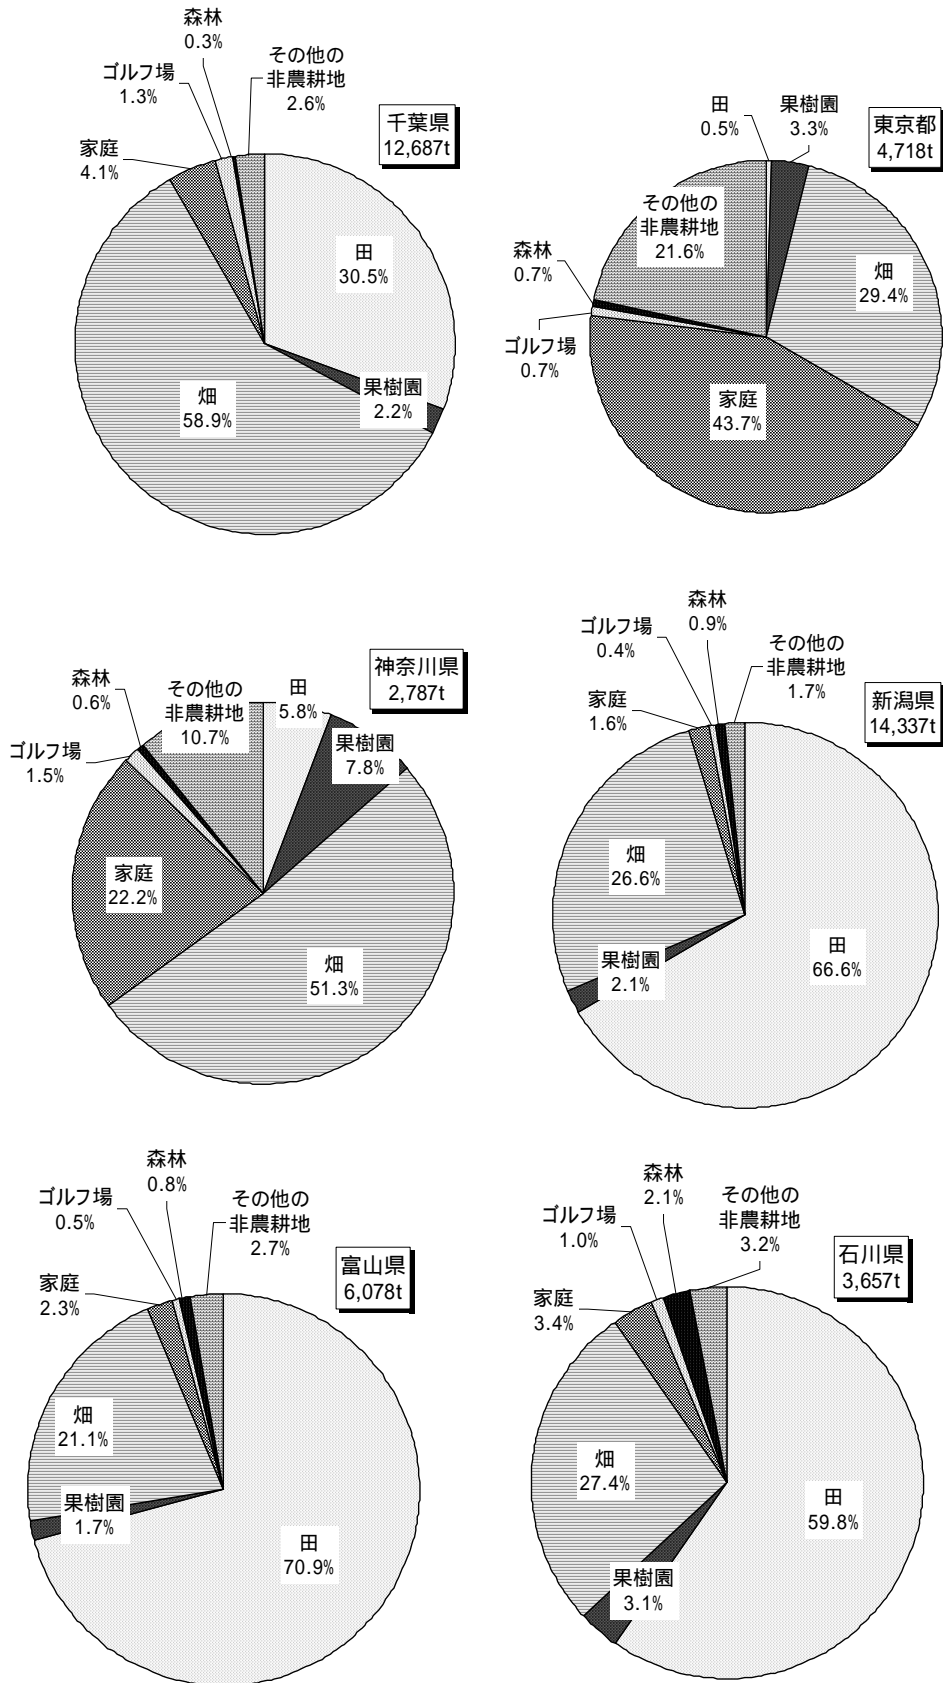 森林
0.3%
ゴルフ場
1.3%
その他の
非農耕地
2.6%
家庭
4.1%
千葉県
12,687t
田
30.5%
果樹園
2.2%
畑
58.9%
田
0.5%
果樹園
3.3%
東京都
4,718t
その他の
非農耕地
21.6%
森林
0.7%
ゴルフ場
0.7%
畑
29.4%
家庭
43.7%
森林
0.6%
その他の
非農耕地
10.7%
田
5.8%
神奈川県
2,787t
ゴルフ場
1.5%
果樹園
7.8%
家庭
22.2%
畑
51.3%
森林
0.9%
ゴルフ場
0.4%
その他の
非農耕地
1.7%
家庭
1.6%
新潟県
14,337t
畑
26.6%
果樹園
2.1%
田
66.6%
森林
0.8%
ゴルフ場
0.5%
その他の
非農耕地
2.7%
家庭
2.3%
富山県
6,078t
畑
21.1%
果樹園
1.7%
田
70.9%
森林
2.1%
ゴルフ場
1.0%
その他の
非農耕地
3.2%
家庭
3.4%
石川県
3,657t
畑
27.4%
果樹園
3.1%
田
59.8%